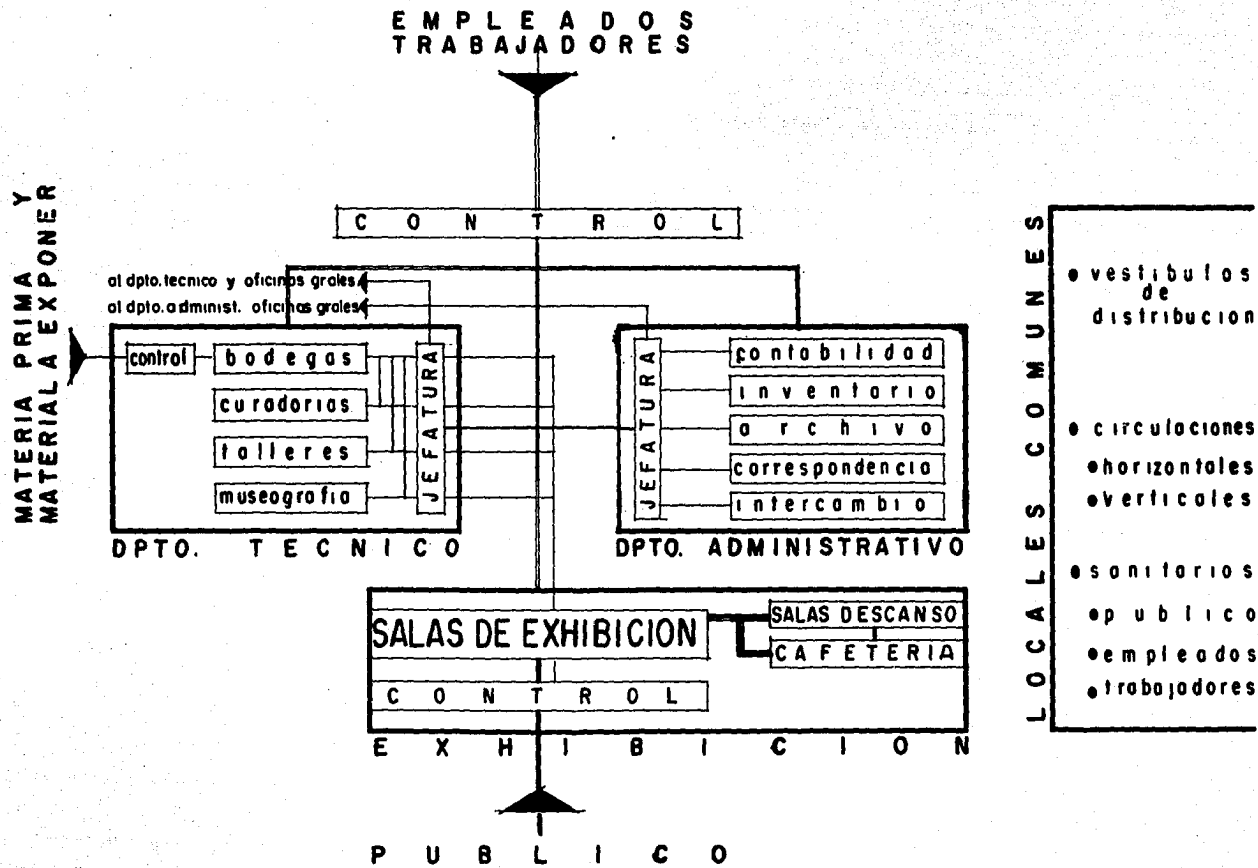 EMPLEADOS
TRABAJADORES
MATERIA PRIMA Y
MATERIAL A EXPONER
CONTROL
al dpto. tecnico y oficinas grales
al dpto. administ. oficinas grales
control
bodegas
curadorias
talleres
museografia
JEFATURA
DPTO. TECNICO
JEFATURA
contabilidad
inventario
archivo
correspondencia
intercambio
DPTO. ADMINISTRATIVO
SALAS DE EXHIBICION
SALAS DESCANSO
CAFETERIA
CONTROL
EXHIBICION
PUBLICO
LOCALES COMUNES
• vestibulos
de
distribucion
• circulaciones
• horizontales
• verticales
• sanitarios
• publico
• empleados
• trabajadores